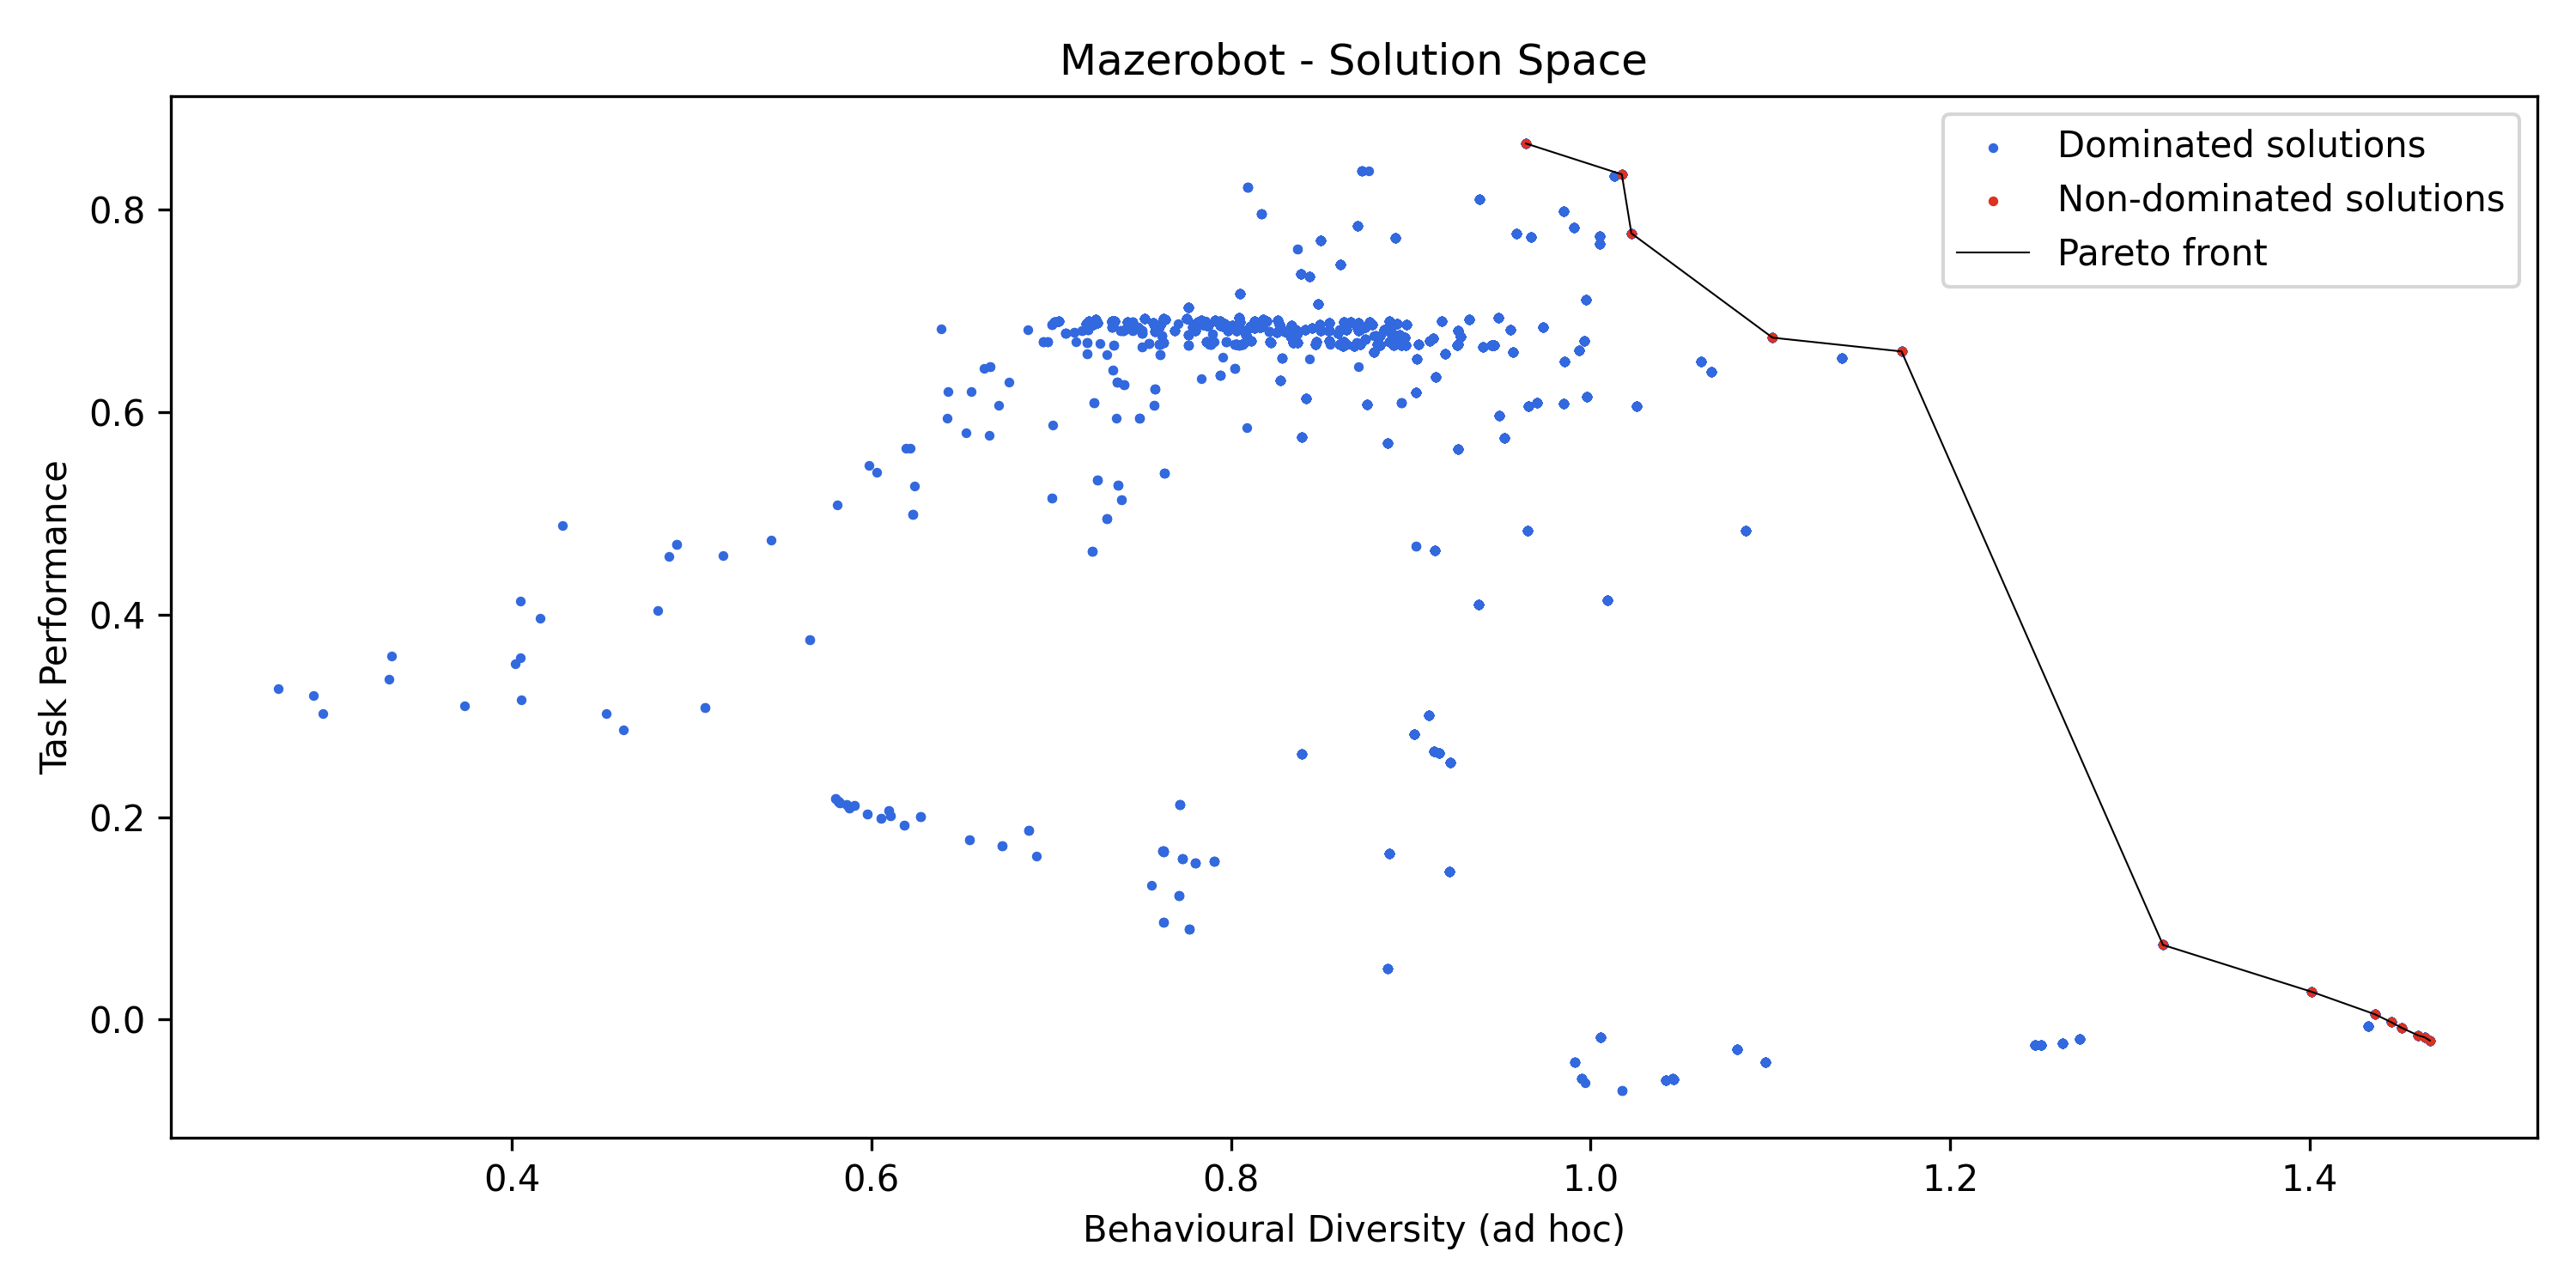 Mazerobot - Solution Space
Dominated solutions
Non-dominated solutions
Pareto front
0.8
0.6
0.4
0.2
0.0
Task Performance
0.4 0.6 0.8 1.0 1.2 1.4
Behavioural Diversity (ad hoc)